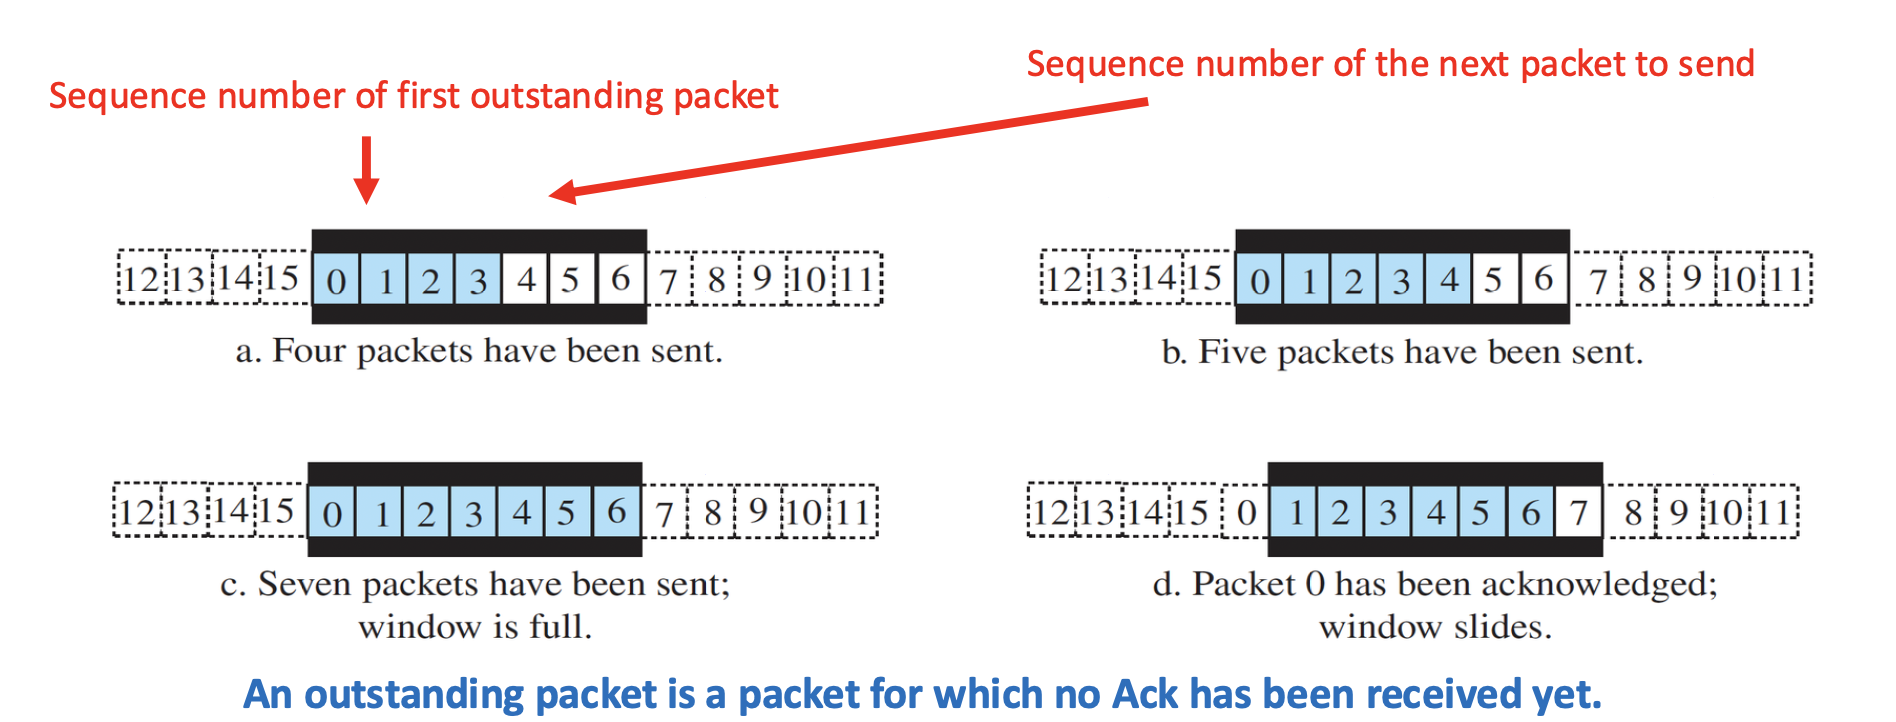 Sequence number of the next packet to send
Sequence number of first outstanding packet
12 13 14 15 0 1 2 3 4 5 6 7 8 9 10 11
a. Four packets have been sent.
12 13 14 15 0 1 2 3 4 5 6 7 8 9 10 11
b. Five packets have been sent.
12 13 14 15 0 1 2 3 4 5 6 7 8 9 10 11
c. Seven packets have been sent;
window is full.
12 13 14 15 0 1 2 3 4 5 6 7 8 9 10 11
d. Packet 0 has been acknowledged;
window slides.
An outstanding packet is a packet for which no Ack has been received yet.